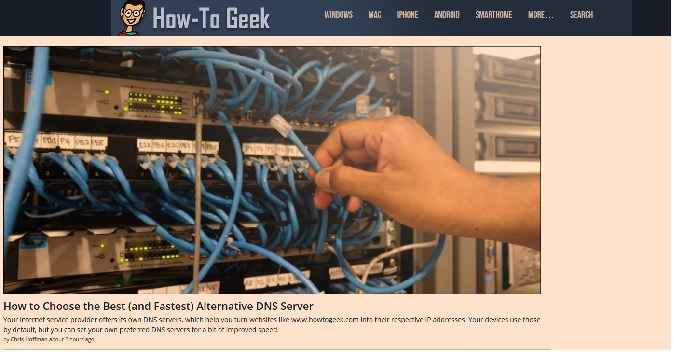 How-To Geek
WINDOWS MAC IPHONE ANDROID SMARTHOME MORE... SEARCH
How to Choose the Best (and Fastest) Alternative DNS Server
Your Internet service provider offers its own DNS servers, which help you turn websites like www.howtogeek.com into their respective IP addresses. Your devices use those
by default, but you can set your own preferred DNS servers for a bit of improved speed.
by Chris Hoffman about 2 hours ago